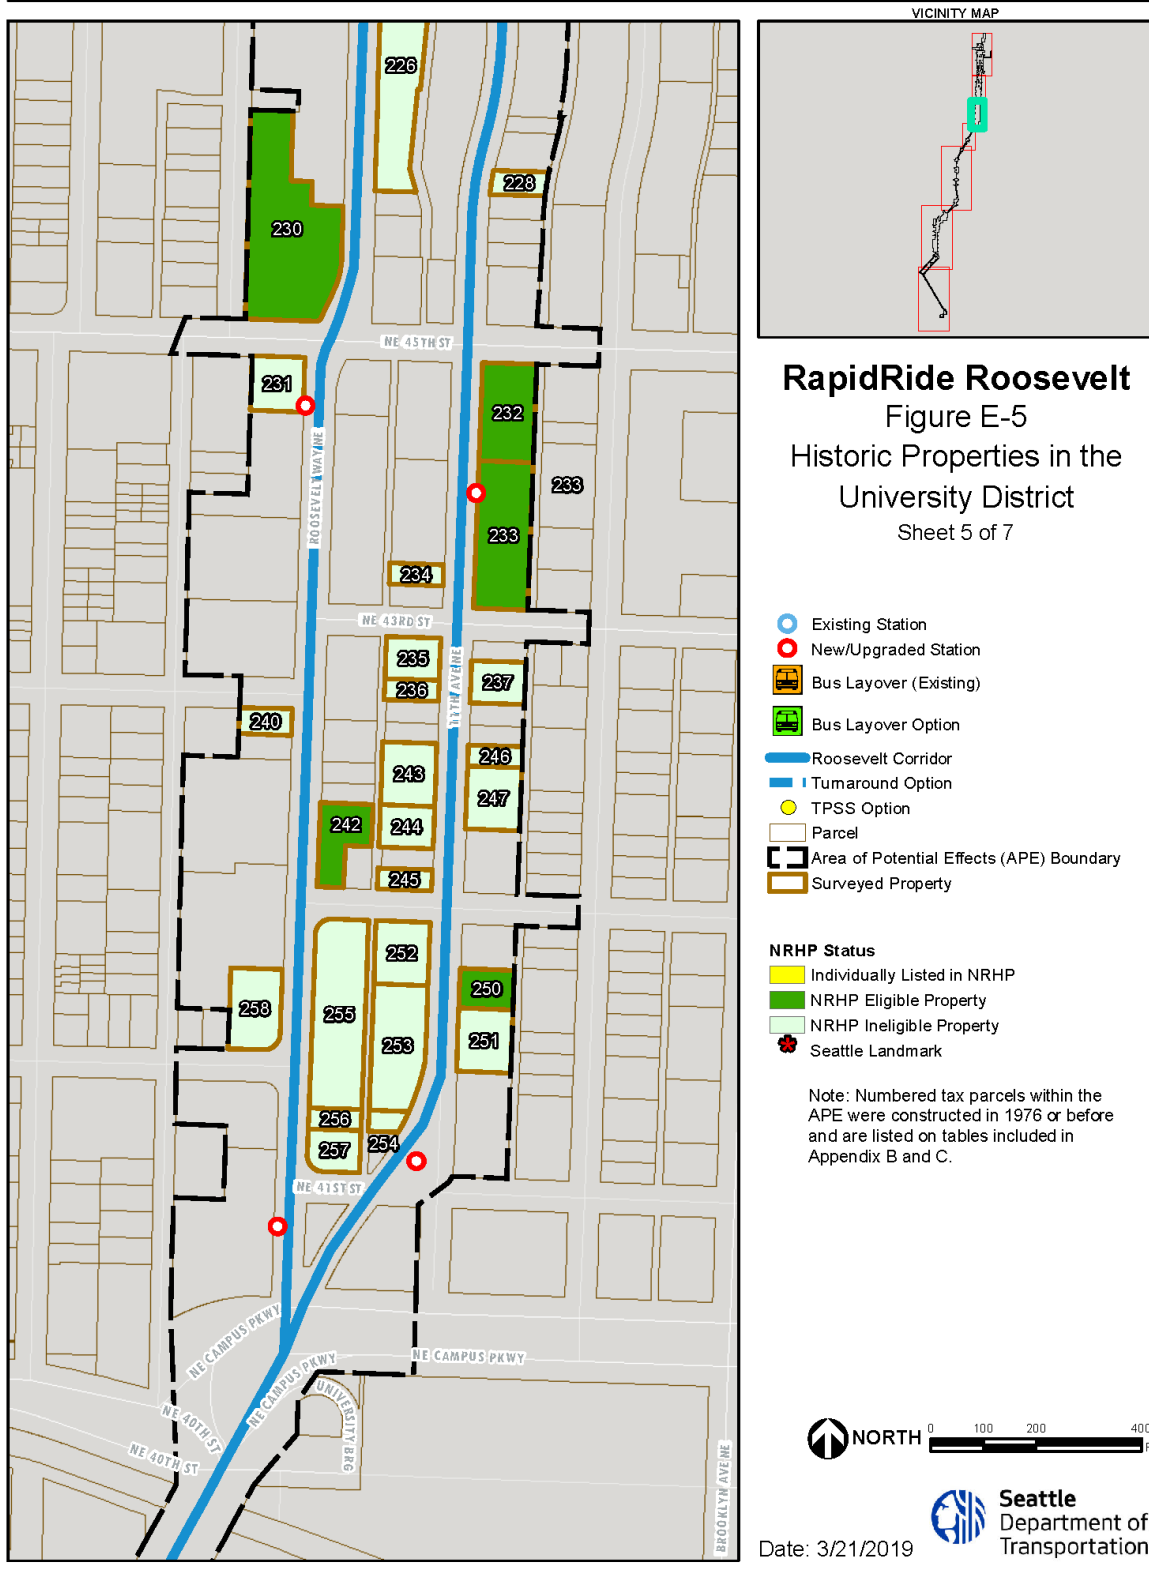 VICINITY MAP
RapidRide Roosevelt
Figure E-5
Historic Properties in the
University District
Sheet 5 of 7
Existing Station
New/Upgraded Station
Bus Layover (Existing)
Bus Layover Option
Roosevelt Corridor
Turnaround Option
TPSS Option
Parcel
Area of Potential Effects (APE) Boundary
Surveyed Property
NRHP Status
Individually Listed in NRHP
NRHP Eligible Property
NRHP Ineligible Property
Seattle Landmark
Note: Numbered tax parcels within the
APE were constructed in 1976 or before
and are listed on tables included in
Appendix B and C.
NORTH
0 100 200 400
Seattle
Department of
Transportation
Date: 3/21/2019
226
228
230
NE 45TH ST
231
232
ROOSEVELT WAY NE
233
233
234
NE 43RD ST
235
236
237
11TH AVE NE
240
246
243
247
242
244
245
252
250
258
255
253
251
256
257
254
NE 41ST ST
NE CAMPUS PKWY
NE CAMPUS PKWY
NE CAMPUS PKWY
UNIVERSITY BRG
NE 40TH ST
NE 40TH ST
BROOKLYN AVE NE